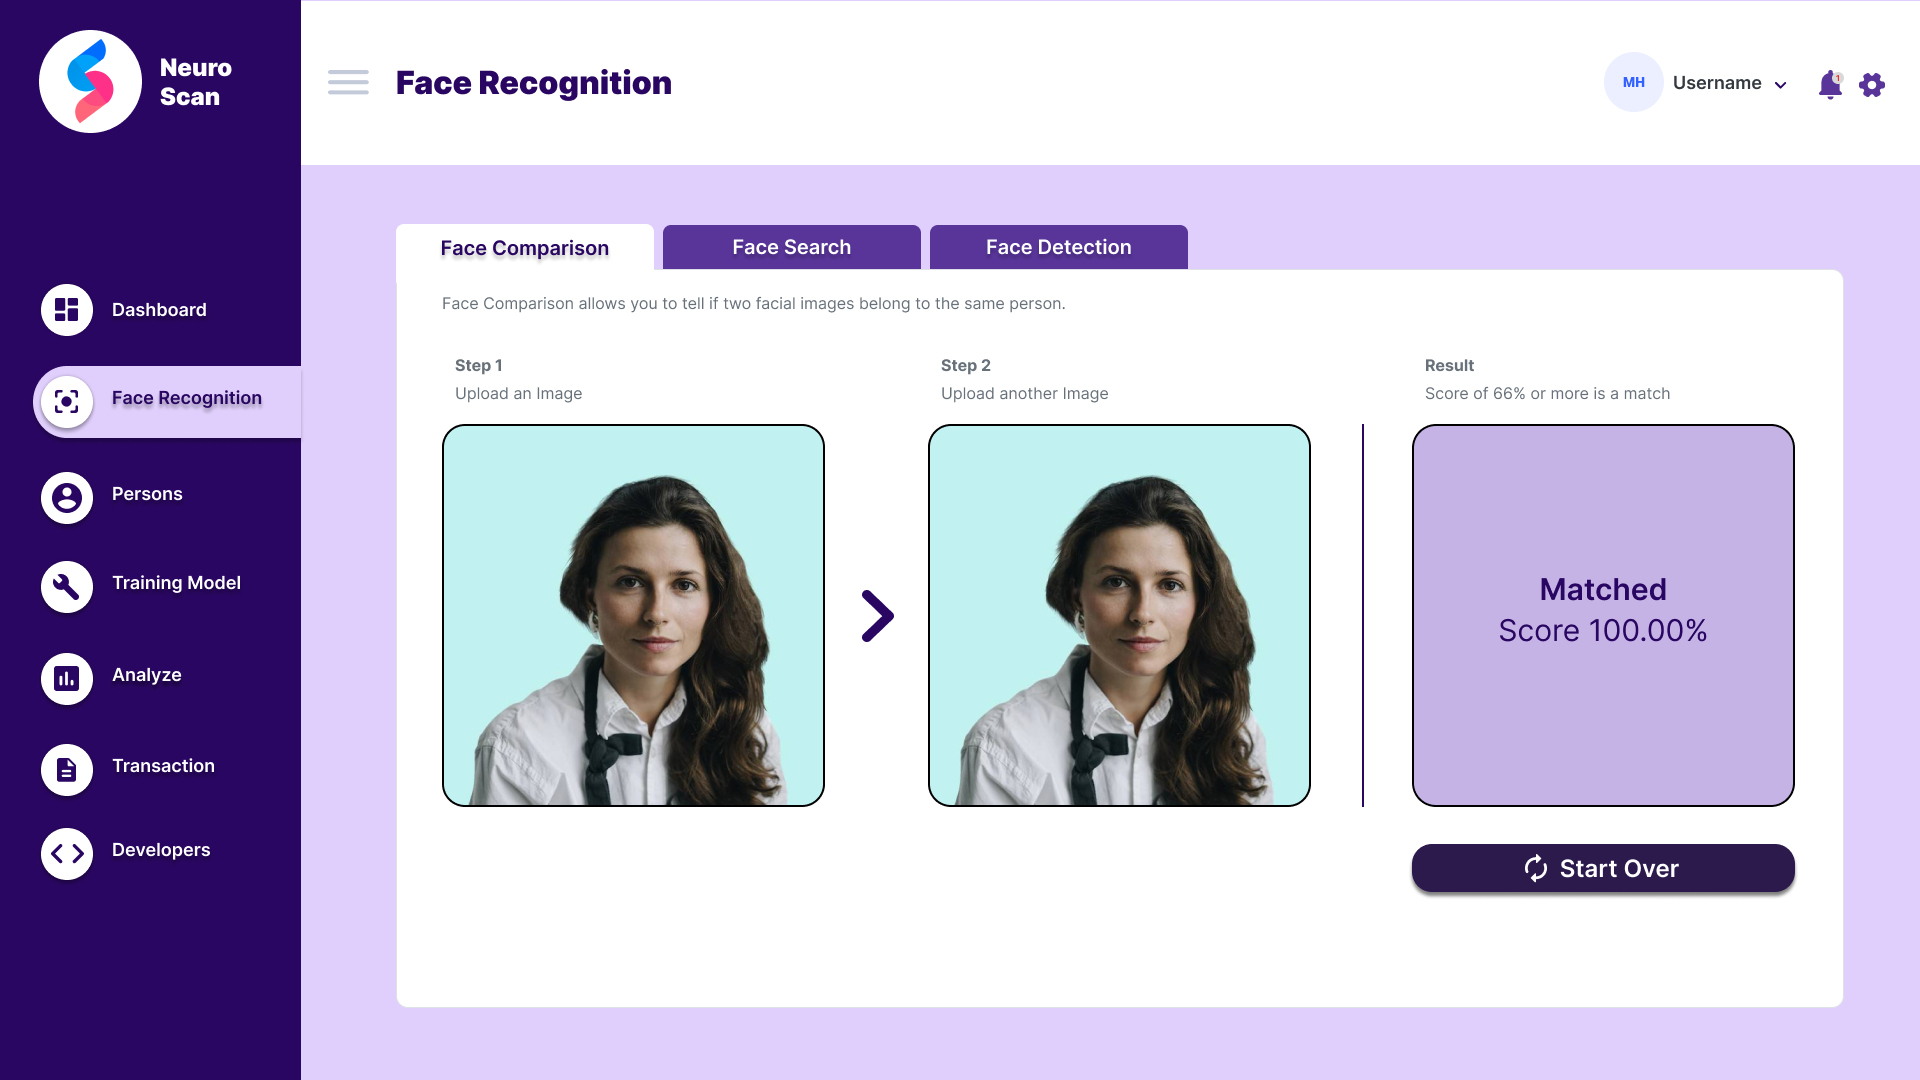 Neuro
Scan
Face Recognition
MH
Username
1
Dashboard
Face Recognition
Persons
Training Model
Analyze
Transaction
Developers
Face Comparison
Face Search
Face Detection
Face Comparison allows you to tell if two facial images belong to the same person.
Step 1
Upload an Image
Step 2
Upload another Image
Result
Score of 66% or more is a match
Matched
Score 100.00%
Start Over